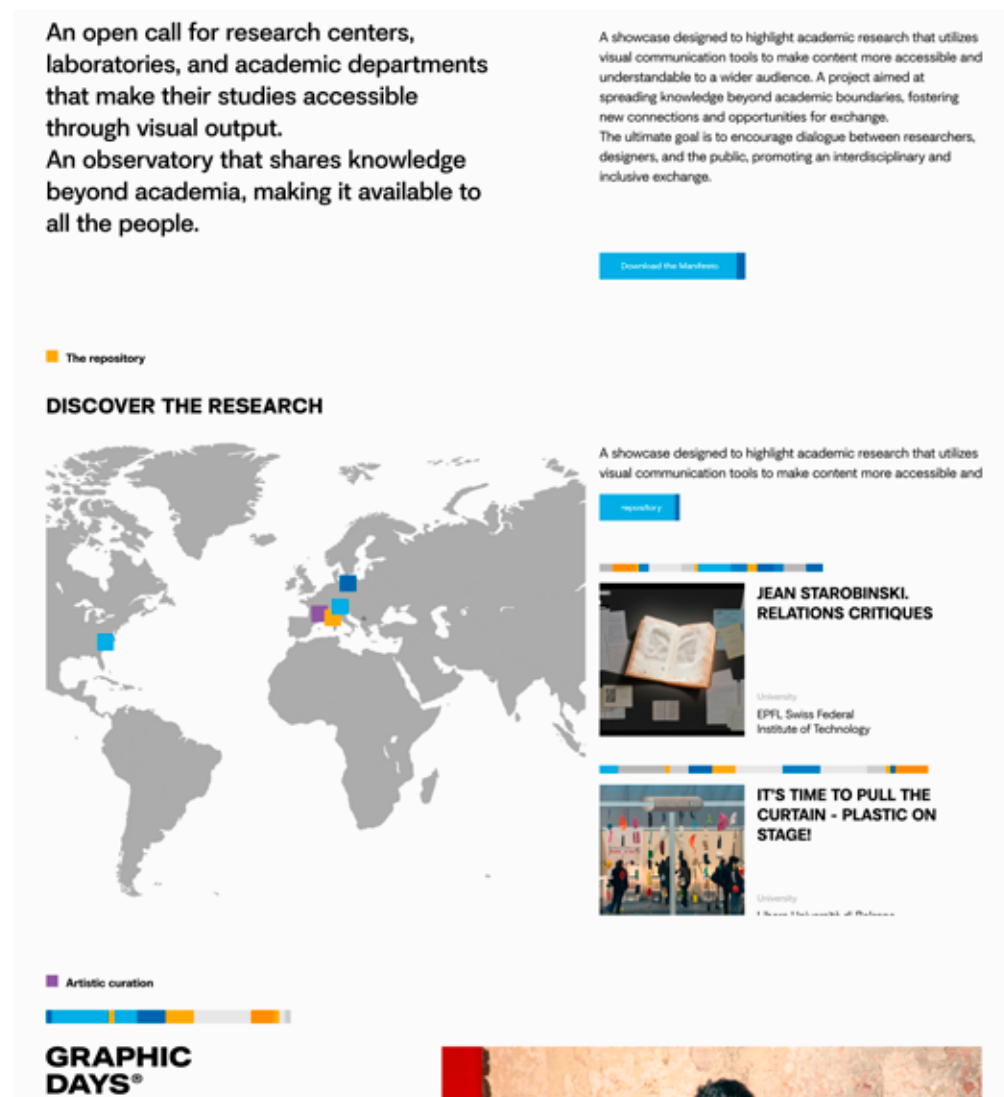 An open call for research centers,
laboratories, and academic departments
that make their studies accessible
through visual output.
An observatory that shares knowledge
beyond academia, making it available to
all the people.
A showcase designed to highlight academic research that utilizes
visual communication tools to make content more accessible and
understandable to a wider audience. A project aimed at
spreading knowledge beyond academic boundaries, fostering
new connections and opportunities for exchange.
The ultimate goal is to encourage dialogue between researchers,
designers, and the public, promoting an interdisciplinary and
inclusive exchange.
Download the Manifesto
The repository
DISCOVER THE RESEARCH
A showcase designed to highlight academic research that utilizes
visual communication tools to make content more accessible and
repository
JEAN STAROBINSKI.
RELATIONS CRITIQUES
University
EPFL Swiss Federal
Institute of Technology
IT'S TIME TO PULL THE
CURTAIN - PLASTIC ON
STAGE!
University
Artistic curation
GRAPHIC
DAYS®